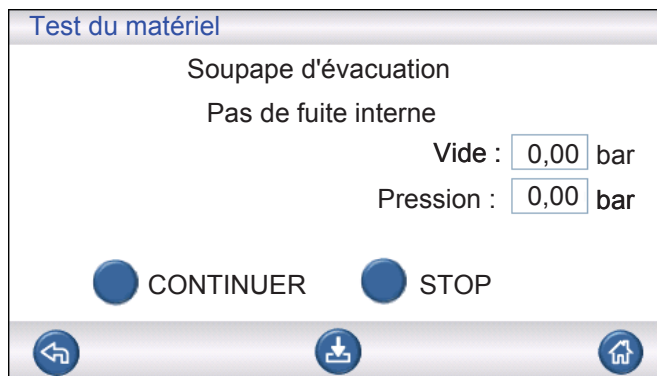 Test du matériel
Soupape d'évacuation
Pas de fuite interne
Vide : 0,00 bar
Pression : 0,00 bar
CONTINUER STOP